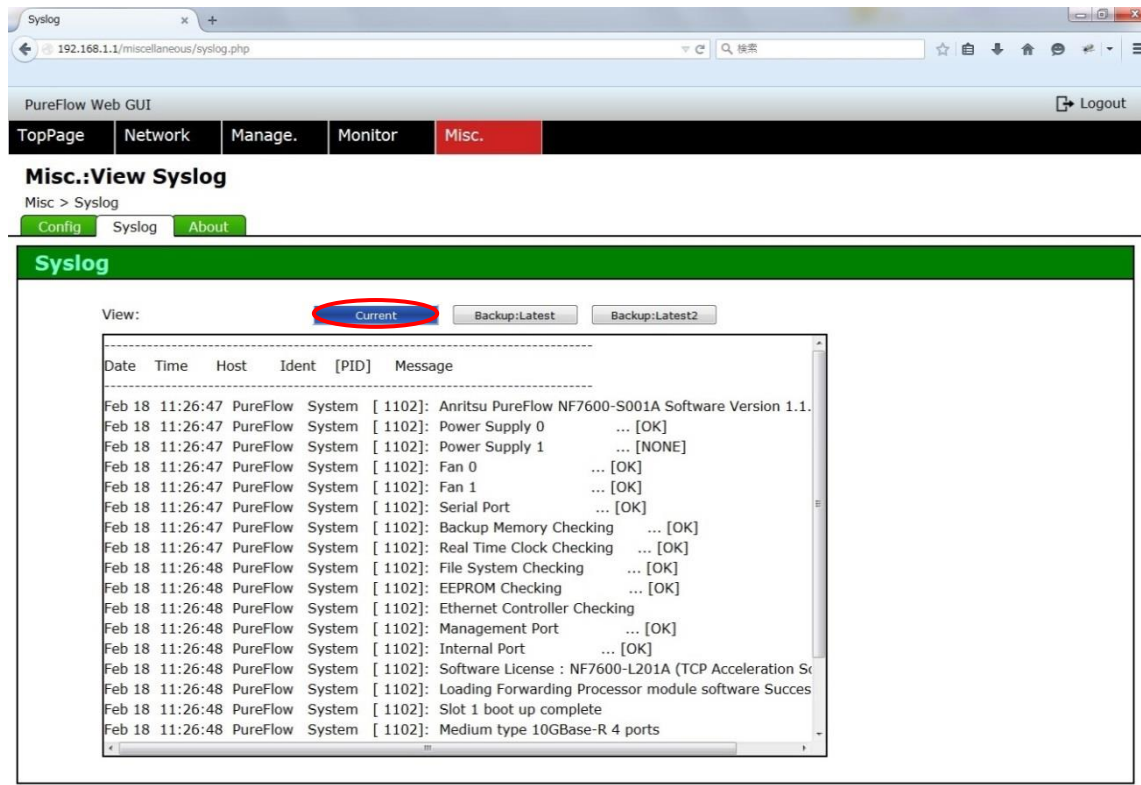 Syslog
192.168.1.1/miscellaneous/syslog.php
検索
PureFlow Web GUI
Logout
TopPage Network Manage. Monitor Misc.
Misc.:View Syslog
Misc > Syslog
Config Syslog About
Syslog
View: Current Backup:Latest Backup:Latest2
--------------------------------------------------------------------------------
Date Time Host Ident [PID] Message
--------------------------------------------------------------------------------
Feb 18 11:26:47 PureFlow System [ 1102]: Anritsu PureFlow NF7600-S001A Software Version 1.1.
Feb 18 11:26:47 PureFlow System [ 1102]: Power Supply 0 ... [OK]
Feb 18 11:26:47 PureFlow System [ 1102]: Power Supply 1 ... [NONE]
Feb 18 11:26:47 PureFlow System [ 1102]: Fan 0 ... [OK]
Feb 18 11:26:47 PureFlow System [ 1102]: Fan 1 ... [OK]
Feb 18 11:26:47 PureFlow System [ 1102]: Serial Port ... [OK]
Feb 18 11:26:47 PureFlow System [ 1102]: Backup Memory Checking ... [OK]
Feb 18 11:26:47 PureFlow System [ 1102]: Real Time Clock Checking ... [OK]
Feb 18 11:26:48 PureFlow System [ 1102]: File System Checking ... [OK]
Feb 18 11:26:48 PureFlow System [ 1102]: EEPROM Checking ... [OK]
Feb 18 11:26:48 PureFlow System [ 1102]: Ethernet Controller Checking
Feb 18 11:26:48 PureFlow System [ 1102]: Management Port ... [OK]
Feb 18 11:26:48 PureFlow System [ 1102]: Internal Port ... [OK]
Feb 18 11:26:48 PureFlow System [ 1102]: Software License : NF7600-L201A (TCP Acceleration So
Feb 18 11:26:48 PureFlow System [ 1102]: Loading Forwarding Processor module software Succes
Feb 18 11:26:48 PureFlow System [ 1102]: Slot 1 boot up complete
Feb 18 11:26:48 PureFlow System [ 1102]: Medium type 10GBase-R 4 ports